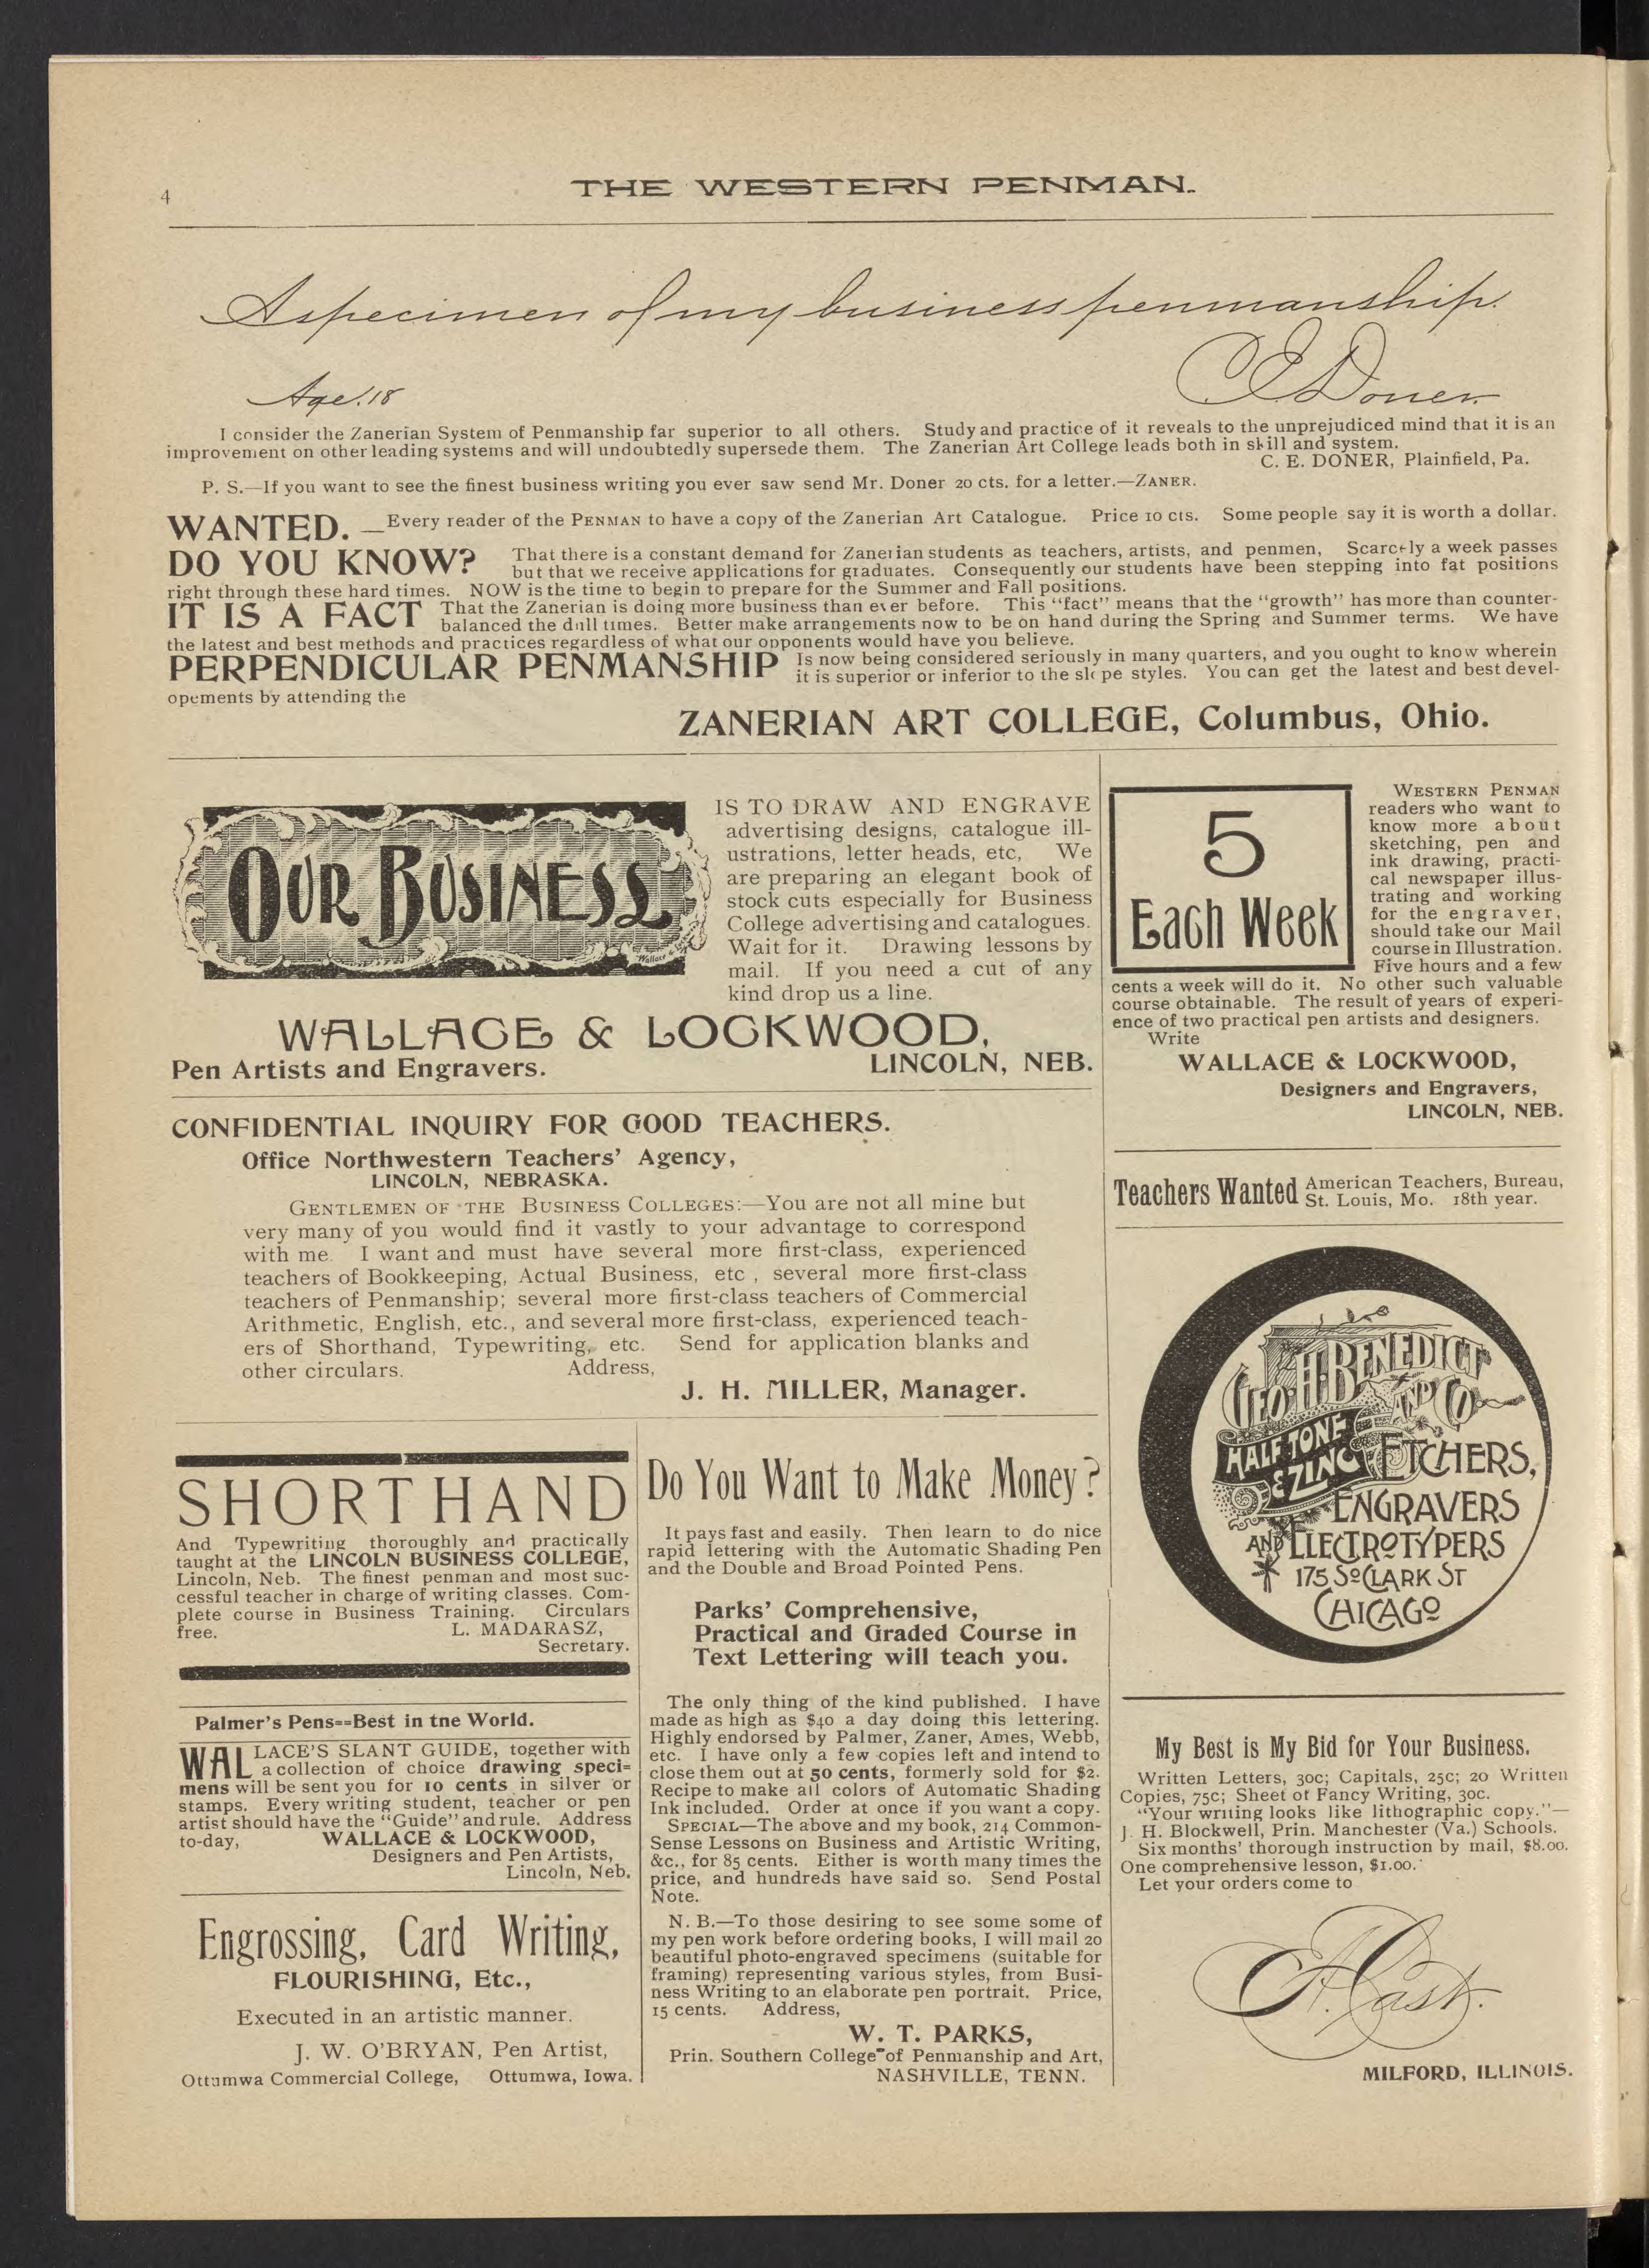 4
THE WESTERN PENMAN.
A specimen of my business penmanship.
Age. 18
C E Doner.
I consider the Zanerian System of Penmanship far superior to all others. Study and practice of it reveals to the unprejudiced mind that it is an
improvement on other leading systems and will undoubtedly supersede them. The Zanerian Art College leads both in skill and system.
C. E. DONER, Plainfield, Pa.
P. S.—If you want to see the finest business writing you ever saw send Mr. Doner 20 cts. for a letter.—ZANER.
WANTED. —Every reader of the PENMAN to have a copy of the Zanerian Art Catalogue. Price 10 cts. Some people say it is worth a dollar.
DO YOU KNOW? That there is a constant demand for Zanerian students as teachers, artists, and penmen, Scarcely a week passes
but that we receive applications for graduates. Consequently our students have been stepping into fat positions
right through these hard times. NOW is the time to begin to prepare for the Summer and Fall positions.
IT IS A FACT That the Zanerian is doing more business than ever before. This "fact" means that the "growth" has more than counter-
balanced the dull times. Better make arrangements now to be on hand during the Spring and Summer terms. We have
the latest and best methods and practices regardless of what our opponents would have you believe.
PERPENDICULAR PENMANSHIP Is now being considered seriously in many quarters, and you ought to know wherein
it is superior or inferior to the slope styles. You can get the latest and best devel-
opements by attending the
ZANERIAN ART COLLEGE, Columbus, Ohio.
OUR BUSINESS
Wallace
IS TO DRAW AND ENGRAVE
advertising designs, catalogue ill-
ustrations, letter heads, etc, We
are preparing an elegant book of
stock cuts especially for Business
College advertising and catalogues.
Wait for it. Drawing lessons by
mail. If you need a cut of any
kind drop us a line.
WALLACE & LOCKWOOD,
Pen Artists and Engravers. LINCOLN, NEB.
5
Each Week
WESTERN PENMAN
readers who want to
know more about
sketching, pen and
ink drawing, practi-
cal newspaper illus-
trating and working
for the engraver,
should take our Mail
course in Illustration.
Five hours and a few
cents a week will do it. No other such valuable
course obtainable. The result of years of experi-
ence of two practical pen artists and designers.
Write
WALLACE & LOCKWOOD,
Designers and Engravers,
LINCOLN, NEB.
CONFIDENTIAL INQUIRY FOR GOOD TEACHERS.
Office Northwestern Teachers' Agency,
LINCOLN, NEBRASKA.
GENTLEMEN OF THE BUSINESS COLLEGES:—You are not all mine but
very many of you would find it vastly to your advantage to correspond
with me. I want and must have several more first-class, experienced
teachers of Bookkeeping, Actual Business, etc , several more first-class
teachers of Penmanship; several more first-class teachers of Commercial
Arithmetic, English, etc., and several more first-class, experienced teach-
ers of Shorthand, Typewriting, etc. Send for application blanks and
other circulars. Address,
J. H. MILLER, Manager.
Teachers Wanted American Teachers, Bureau,
St. Louis, Mo. 18th year.
GEO. H. BENEDICT
AND CO.
HALF TONE
& ZINC ETCHERS,
ENGRAVERS
AND ELECTROTYPERS
175 So CLARK ST
CHICAGO
SHORTHAND
And Typewriting thoroughly and practically
taught at the LINCOLN BUSINESS COLLEGE,
Lincoln, Neb. The finest penman and most suc-
cessful teacher in charge of writing classes. Com-
plete course in Business Training. Circulars
free. L. MADARASZ,
Secretary.
Palmer's Pens==Best in tne World.
WALLACE'S SLANT GUIDE, together with
a collection of choice drawing speci=
mens will be sent you for 10 cents in silver or
stamps. Every writing student, teacher or pen
artist should have the "Guide" and rule. Address
to-day, WALLACE & LOCKWOOD,
Designers and Pen Artists,
Lincoln, Neb.
Engrossing, Card Writing,
FLOURISHING, Etc.,
Executed in an artistic manner.
J. W. O'BRYAN, Pen Artist,
Ottumwa Commercial College, Ottumwa, Iowa.
Do You Want to Make Money?
It pays fast and easily. Then learn to do nice
rapid lettering with the Automatic Shading Pen
and the Double and Broad Pointed Pens.
Parks' Comprehensive,
Practical and Graded Course in
Text Lettering will teach you.
The only thing of the kind published. I have
made as high as $40 a day doing this lettering.
Highly endorsed by Palmer, Zaner, Ames, Webb,
etc. I have only a few copies left and intend to
close them out at 50 cents, formerly sold for $2.
Recipe to make all colors of Automatic Shading
Ink included. Order at once if you want a copy.
SPECIAL—The above and my book, 214 Common-
Sense Lessons on Business and Artistic Writing,
&c., for 85 cents. Either is worth many times the
price, and hundreds have said so. Send Postal
Note.
N. B.—To those desiring to see some some of
my pen work before ordering books, I will mail 20
beautiful photo-engraved specimens (suitable for
framing) representing various styles, from Busi-
ness Writing to an elaborate pen portrait. Price,
15 cents. Address,
W. T. PARKS,
Prin. Southern College of Penmanship and Art,
NASHVILLE, TENN.
My Best is My Bid for Your Business.
Written Letters, 30c; Capitals, 25c; 20 Written
Copies, 75c; Sheet of Fancy Writing, 30c.
"Your writing looks like lithographic copy."—
J. H. Blockwell, Prin. Manchester (Va.) Schools.
Six months' thorough instruction by mail, $8.00.
One comprehensive lesson, $1.00.
Let your orders come to
A. Cast.
MILFORD, ILLINOIS.